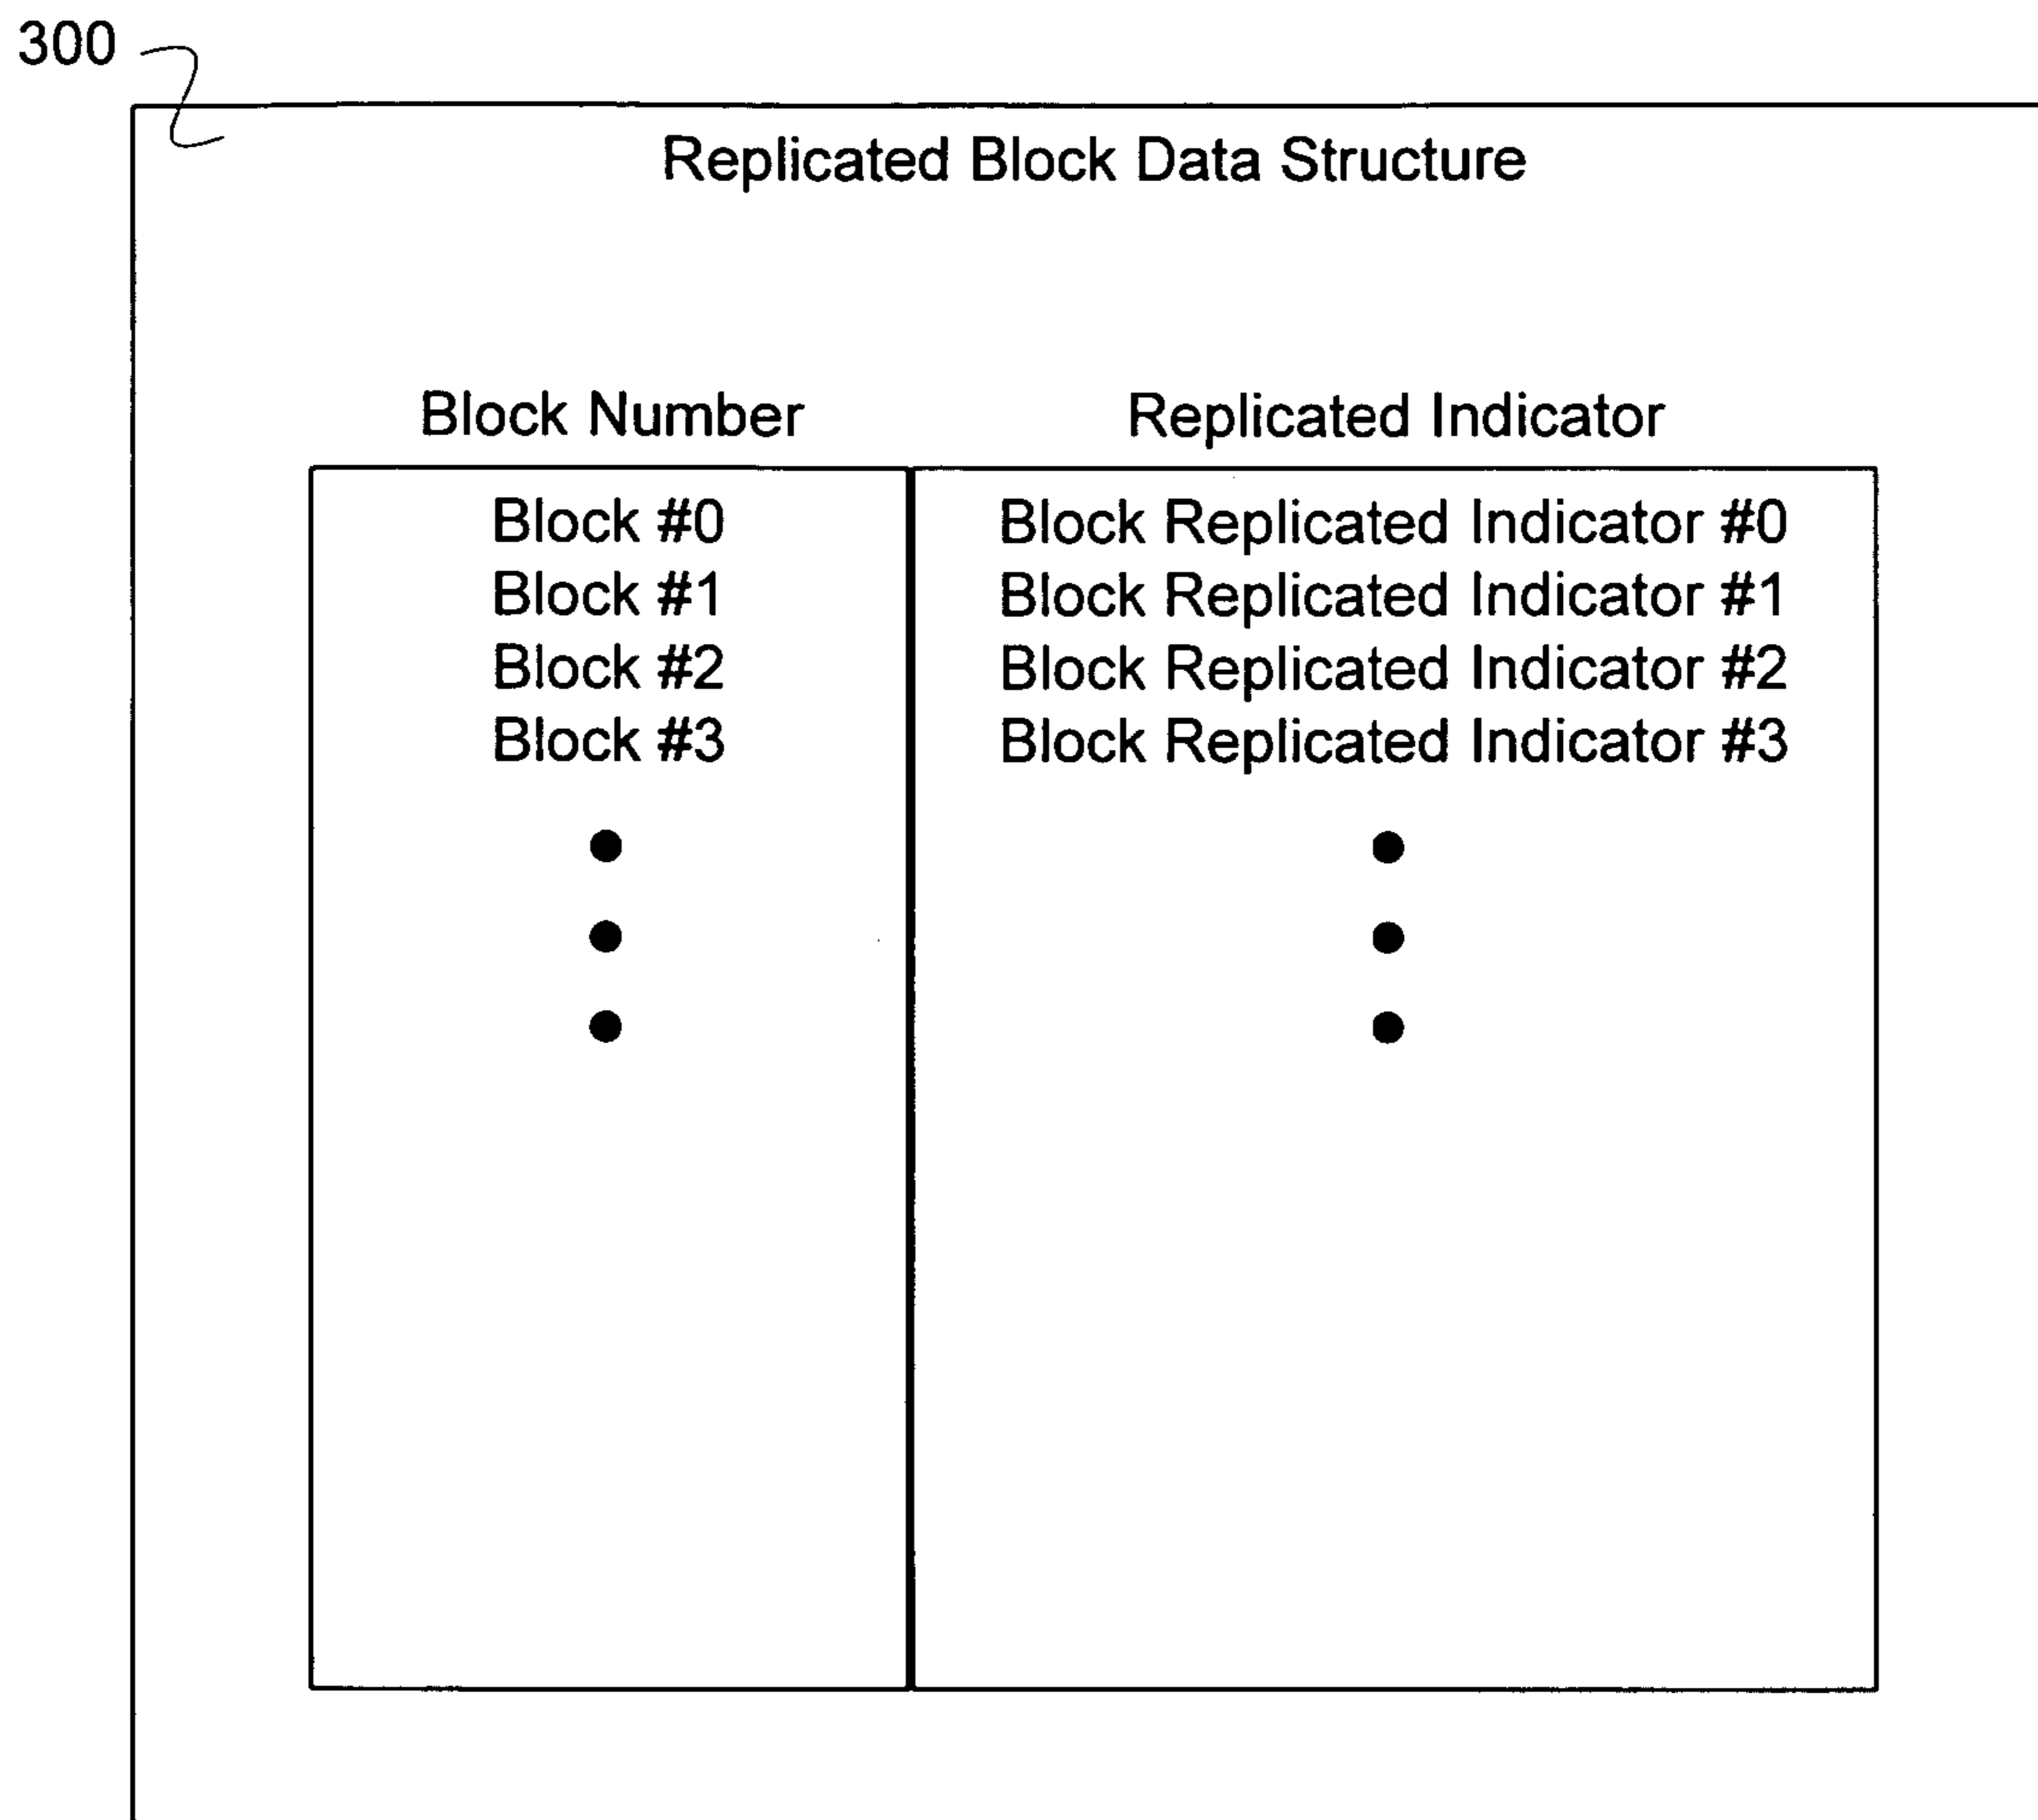 300
Replicated Block Data Structure
Block Number Replicated Indicator
Block #0 Block Replicated Indicator #0
Block #1 Block Replicated Indicator #1
Block #2 Block Replicated Indicator #2
Block #3 Block Replicated Indicator #3